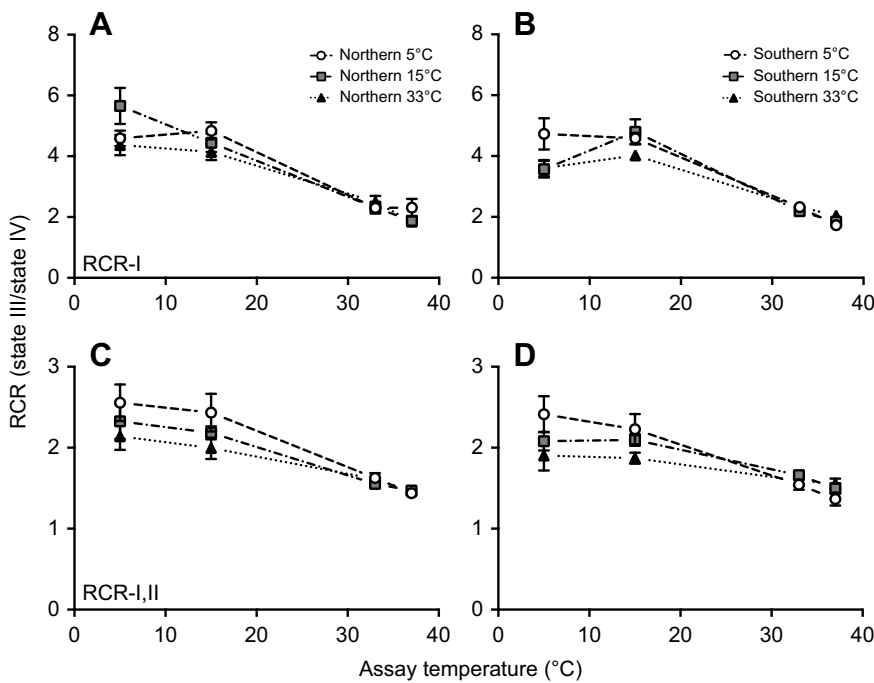 A
8
6
4
2
0
Northern 5°C
Northern 15°C
Northern 33°C
RCR-I
0
10
20
30
40
B
8
6
4
2
0
Southern 5°C
Southern 15°C
Southern 33°C
0
10
20
30
40
RCR (state III/state IV)
C
3
2
1
0
RCR-I,II
0
10
20
30
40
D
3
2
1
0
0
10
20
30
40
Assay temperature (°C)